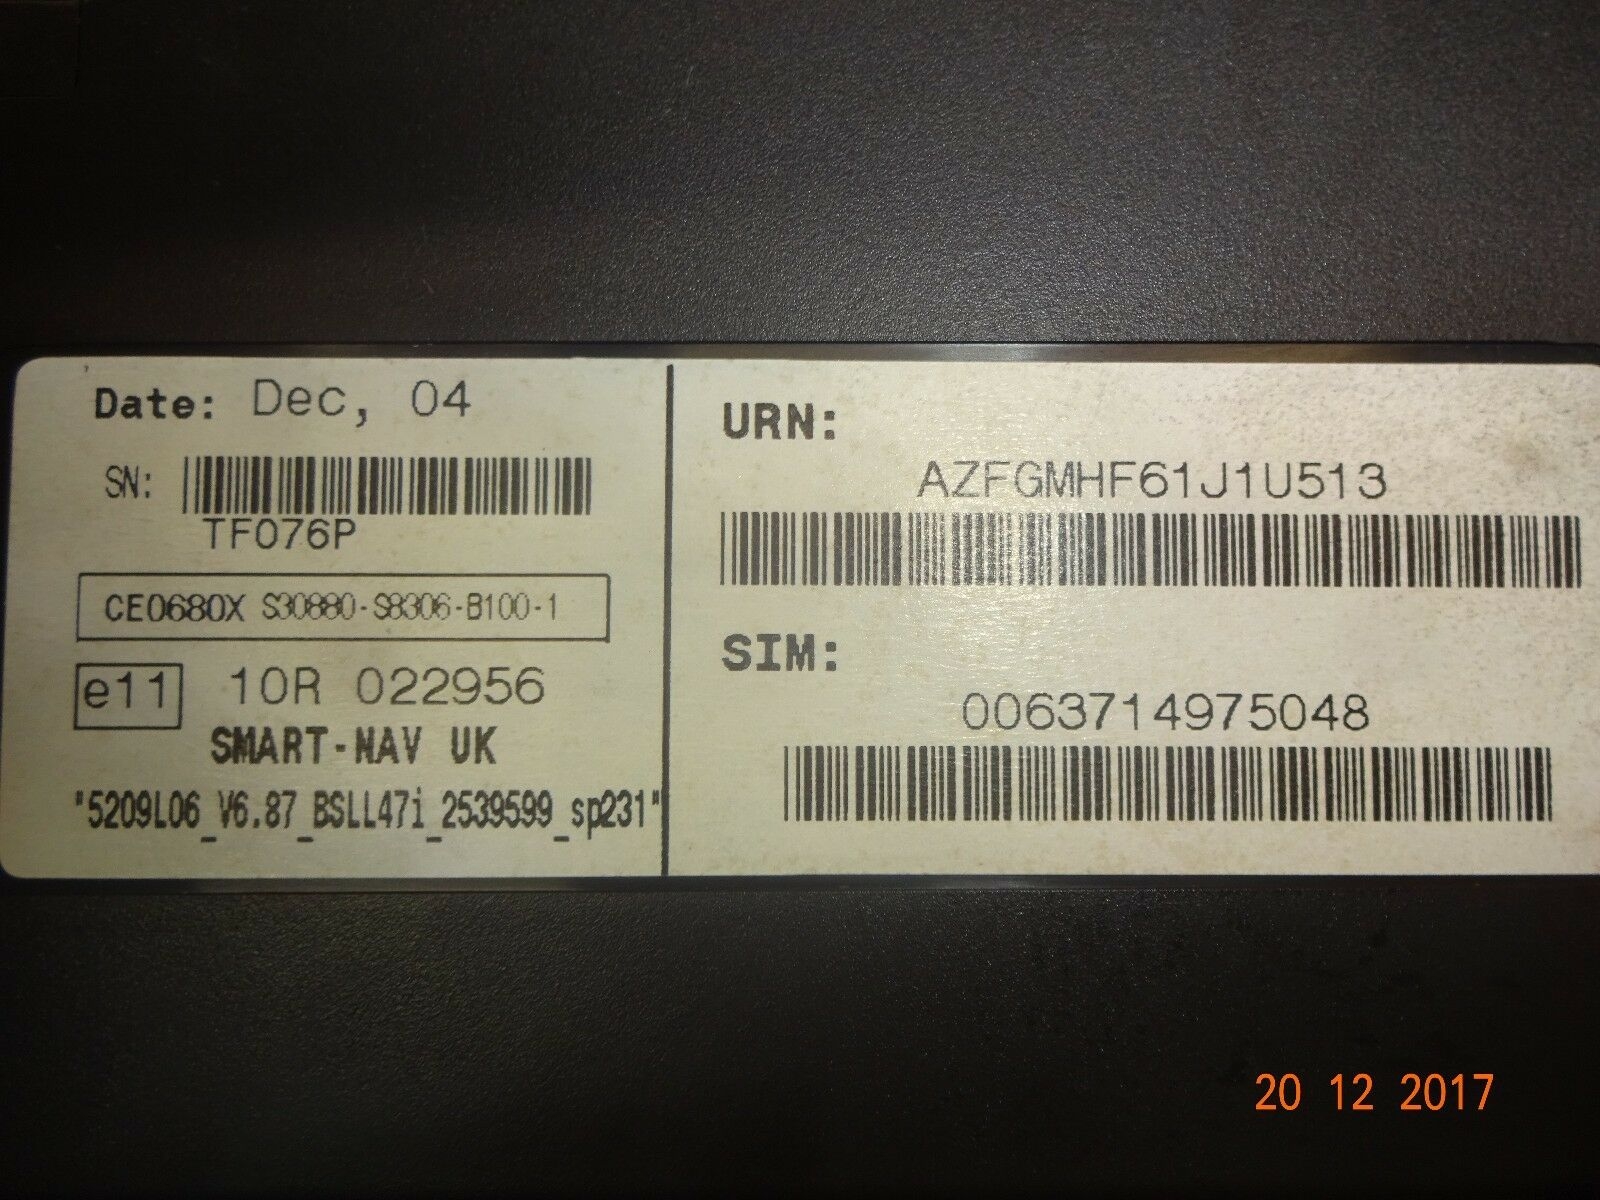 Date: Dec, 04
SN:
TF076P
CE0680X S30880-S8306-B100-1
e11 10R 022956
SMART-NAV UK
"5209L06_V6.87_BSLL47i_2539599_sp231"
URN:
AZFGMHF61J1U513
SIM:
0063714975048
20 12 2017